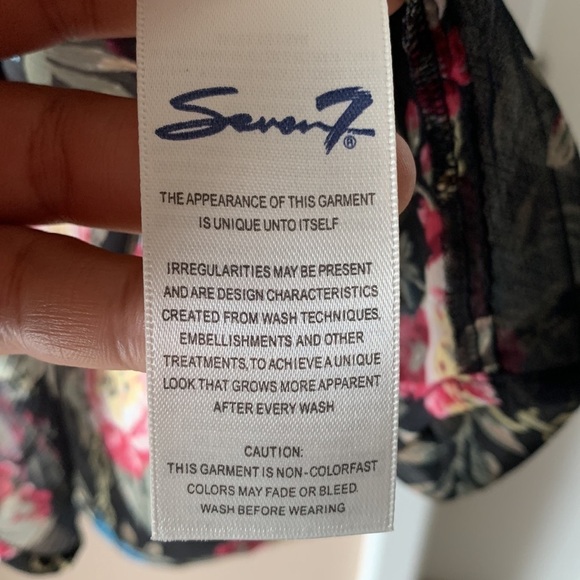 Seven7®
THE APPEARANCE OF THIS GARMENT
IS UNIQUE UNTO ITSELF
IRREGULARITIES MAY BE PRESENT
AND ARE DESIGN CHARACTERISTICS
CREATED FROM WASH TECHNIQUES,
EMBELLISHMENTS AND OTHER
TREATMENTS, TO ACHIEVE A UNIQUE
LOOK THAT GROWS MORE APPARENT
AFTER EVERY WASH
CAUTION:
THIS GARMENT IS NON-COLORFAST
COLORS MAY FADE OR BLEED.
WASH BEFORE WEARING